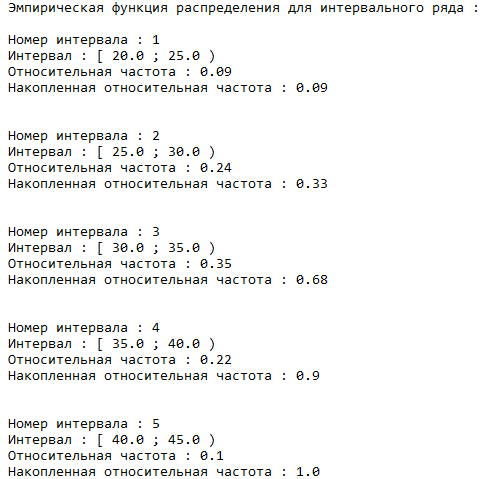 Эмпирическая функция распределения для интервального ряда :
Номер интервала : 1
Интервал : [ 20.0 ; 25.0 )
Относительная частота : 0.09
Накопленная относительная частота : 0.09
Номер интервала : 2
Интервал : [ 25.0 ; 30.0 )
Относительная частота : 0.24
Накопленная относительная частота : 0.33
Номер интервала : 3
Интервал : [ 30.0 ; 35.0 )
Относительная частота : 0.35
Накопленная относительная частота : 0.68
Номер интервала : 4
Интервал : [ 35.0 ; 40.0 )
Относительная частота : 0.22
Накопленная относительная частота : 0.9
Номер интервала : 5
Интервал : [ 40.0 ; 45.0 )
Относительная частота : 0.1
Накопленная относительная частота : 1.0